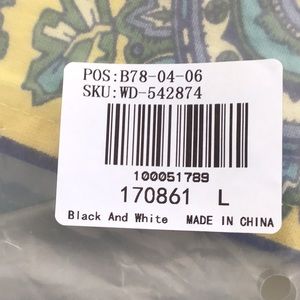 POS:B78-04-06
SKU:WD-542874
100051789
170861 L
Black And White MADE IN CHINA